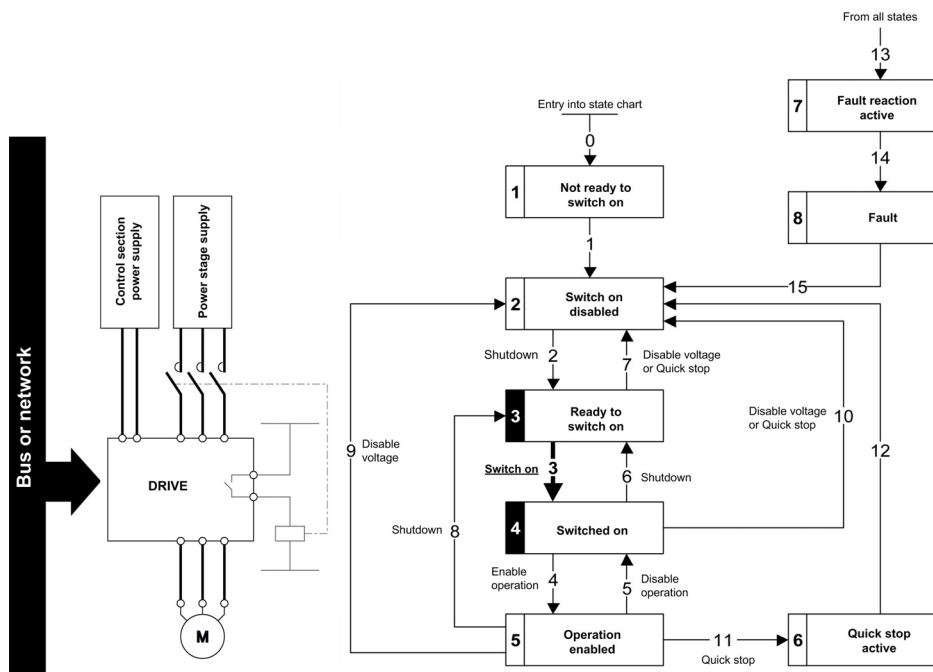 Bus or network
Control section
power supply
Power stage supply
DRIVE
M
From all states
13
7
Fault reaction
active
14
8
Fault
15
Entry into state chart
0
1
Not ready to
switch on
1
2
Switch on
disabled
Shutdown
2
7
Disable voltage
or Quick stop
3
Ready to
switch on
Switch on
3
6
Shutdown
4
Switched on
Enable
operation
4
5
Disable
operation
5
Operation
enabled
9
Disable
voltage
Shutdown
8
Disable voltage
or Quick stop
10
12
11
Quick stop
6
Quick stop
active